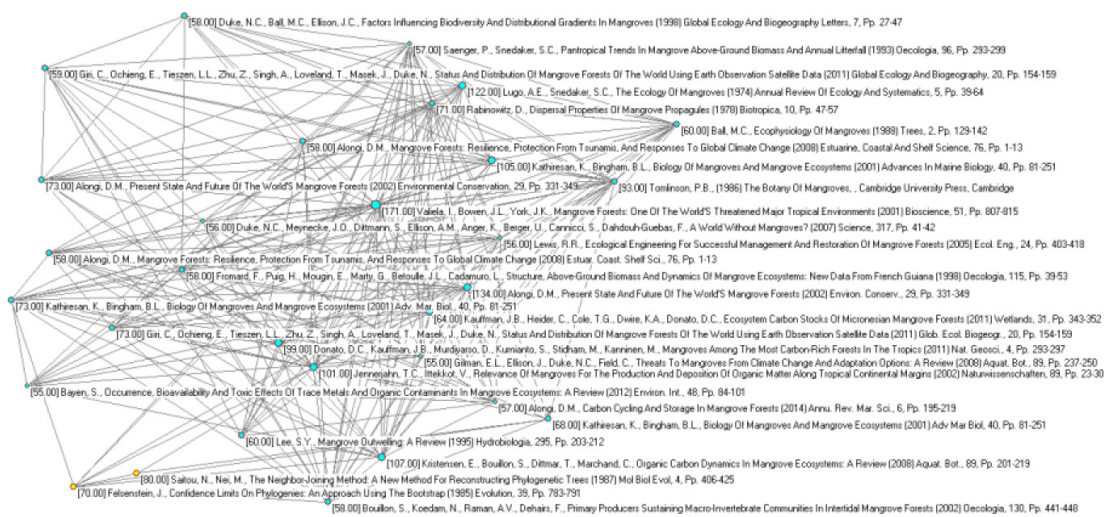 [58.00] Duke, N.C., Ball, M.C., Ellison, J.C., Factors Influencing Biodiversity And Distributional Gradients In Mangroves (1998) Global Ecology And Biogeography Letters, 7, Pp. 27-47
[57.00] Saenger, P., Snedaker, S.C., Pantropical Trends In Mangrove Above-Ground Biomass And Annual Litterfall (1993) Oecologia, 96, Pp. 293-299
[59.00] Giri, C., Ochieng, E., Tieszen, L.L., Zhu, Z., Singh, A., Loveland, T., Masek, J., Duke, N., Status And Distribution Of Mangrove Forests Of The World Using Earth Observation Satellite Data (2011) Global Ecology And Biogeography, 20, Pp. 154-159
[122.00] Lugo, A.E., Snedaker, S.C., The Ecology Of Mangroves (1974) Annual Review Of Ecology And Systematics, 5, Pp. 39-64
[71.00] Rabinowitz, D., Dispersal Properties Of Mangrove Propagules (1978) Biotropica, 10, Pp. 47-57
[60.00] Ball, M.C., Ecophysiology Of Mangroves (1988) Trees, 2, Pp. 129-142
[58.00] Alongi, D.M., Mangrove Forests: Resilience, Protection From Tsunamis, And Responses To Global Climate Change (2008) Estuarine, Coastal And Shelf Science, 76, Pp. 1-13
[105.00] Kathiresan, K., Bingham, B.L., Biology Of Mangroves And Mangrove Ecosystems (2001) Advances In Marine Biology, 40, Pp. 81-251
[73.00] Alongi, D.M., Present State And Future Of The World'S Mangrove Forests (2002) Environmental Conservation, 29, Pp. 331-349
[93.00] Tomlinson, P.B., (1986) The Botany Of Mangroves, , Cambridge University Press, Cambridge
[171.00] Valiela, I., Bowen, J.L., York, J.K., Mangrove Forests: One Of The World'S Threatened Major Tropical Environments (2001) Bioscience, 51, Pp. 807-815
[56.00] Duke, N.C., Meynecke, J.O., Dittmann, S., Ellison, A.M., Anger, K., Berger, U., Cannicci, S., Dahdouh-Guebas, F., A World Without Mangroves? (2007) Science, 317, Pp. 41-42
[56.00] Lewis, R.R., Ecological Engineering For Successful Management And Restoration Of Mangrove Forests (2005) Ecol. Eng., 24, Pp. 403-418
[58.00] Alongi, D.M., Mangrove Forests: Resilience, Protection From Tsunamis, And Responses To Global Climate Change (2008) Estuar. Coast. Shelf Sci., 76, Pp. 1-13
[58.00] Fromard, F., Puig, H., Mougin, E., Marty, G., Betoulle, J.L., Cadamuro, L., Structure, Above-Ground Biomass And Dynamics Of Mangrove Ecosystems: New Data From French Guiana (1998) Oecologia, 115, Pp. 39-53
[134.00] Alongi, D.M., Present State And Future Of The World'S Mangrove Forests (2002) Environ. Conserv., 29, Pp. 331-349
[73.00] Kathiresan, K., Bingham, B.L., Biology Of Mangroves And Mangrove Ecosystems (2001) Adv. Mar. Biol., 40, Pp. 81-251
[64.00] Kauffman, J.B., Heider, C., Cole, T.G., Dwire, K.A., Donato, D.C., Ecosystem Carbon Stocks Of Micronesian Mangrove Forests (2011) Wetlands, 31, Pp. 343-352
[73.00] Giri, C., Ochieng, E., Tieszen, L.L., Zhu, Z., Singh, A., Loveland, T., Masek, J., Duke, N., Status And Distribution Of Mangrove Forests Of The World Using Earth Observation Satellite Data (2011) Glob. Ecol. Biogeogr., 20, Pp. 154-159
[99.00] Donato, D.C., Kauffman, J.B., Murdiyarso, D., Kurnianto, S., Stidham, M., Kanninen, M., Mangroves Among The Most Carbon-Rich Forests In The Tropics (2011) Nat. Geosci., 4, Pp. 293-297
[55.00] Gilman, E.L., Ellison, J., Duke, N.C., Field, C., Threats To Mangroves From Climate Change And Adaptation Options: A Review (2008) Aquat. Bot., 89, Pp. 237-250
[101.00] Jennerjahn, T.C., Ittekkot, V., Relevance Of Mangroves For The Production And Deposition Of Organic Matter Along Tropical Continental Margins (2002) Naturwissenschaften, 89, Pp. 23-30
[55.00] Bayen, S., Occurrence, Bioavailability And Toxic Effects Of Trace Metals And Organic Contaminants In Mangrove Ecosystems: A Review (2012) Environ. Int., 48, Pp. 84-101
[57.00] Alongi, D.M., Carbon Cycling And Storage In Mangrove Forests (2014) Annu. Rev. Mar. Sci., 6, Pp. 195-219
[68.00] Kathiresan, K., Bingham, B.L., Biology Of Mangroves And Mangrove Ecosystems (2001) Adv Mar Biol, 40, Pp. 81-251
[60.00] Lee, S.Y., Mangrove Outwelling: A Review (1995) Hydrobiologia, 295, Pp. 203-212
[107.00] Kristensen, E., Bouillon, S., Dittmar, T., Marchand, C., Organic Carbon Dynamics In Mangrove Ecosystems: A Review (2008) Aquat. Bot., 89, Pp. 201-219
[80.00] Saitou, N., Nei, M., The Neighbor-Joining Method: A New Method For Reconstructing Phylogenetic Trees (1987) Mol Biol Evol, 4, Pp. 406-425
[70.00] Felsenstein, J., Confidence Limits On Phylogenies: An Approach Using The Bootstrap (1985) Evolution, 39, Pp. 783-791
[58.00] Bouillon, S., Koedam, N., Raman, A.V., Dehairs, F., Primary Producers Sustaining Macro-Invertebrate Communities In Intertidal Mangrove Forests (2002) Oecologia, 130, Pp. 441-448